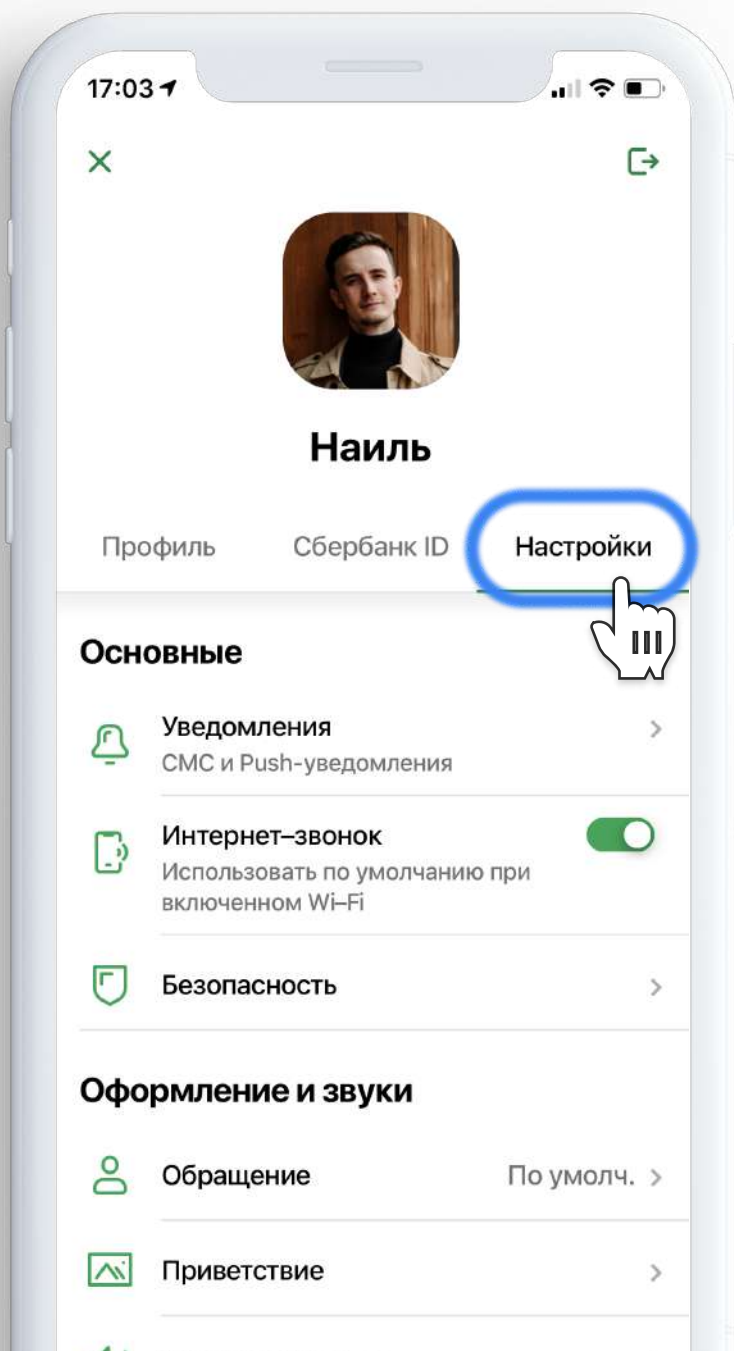 17:03
Наиль
Профиль Сбербанк ID Настройки
Основные
Уведомления
СМС и Push-уведомления
Интернет–звонок
Использовать по умолчанию при
включенном Wi–Fi
Безопасность
Оформление и звуки
Обращение По умолч.
Приветствие